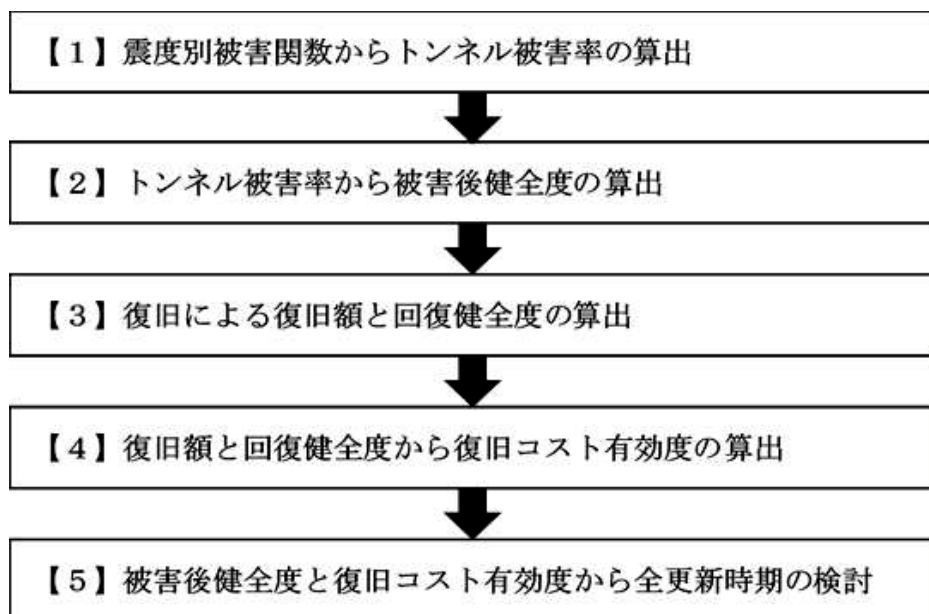 【1】震度別被害関数からトンネル被害率の算出
【2】トンネル被害率から被害後健全度の算出
【3】復旧による復旧額と回復健全度の算出
【4】復旧額と回復健全度から復旧コスト有効度の算出
【5】被害後健全度と復旧コスト有効度から全更新時期の検討